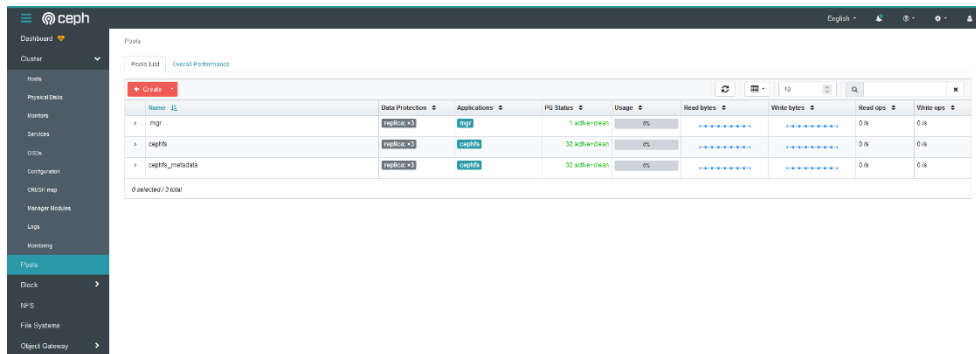 ceph
English
Dashboard
Cluster
Hosts
Physical Disks
Monitors
Services
OSDs
Configuration
CRUSH map
Manager Modules
Logs
Monitoring
Pools
Block
NFS
File Systems
Object Gateway
Pools
Pools List Overall Performance
+ Create 10
Name Data Protection Applications PG Status Usage Read bytes Write bytes Read ops Write ops
.mgr replica: ×3 mgr 1 active+clean 0% 0 /s 0 /s
cephfs replica: ×3 cephfs 32 active+clean 0% 0 /s 0 /s
cephfs_metadata replica: ×3 cephfs 32 active+clean 0% 0 /s 0 /s
0 selected / 3 total